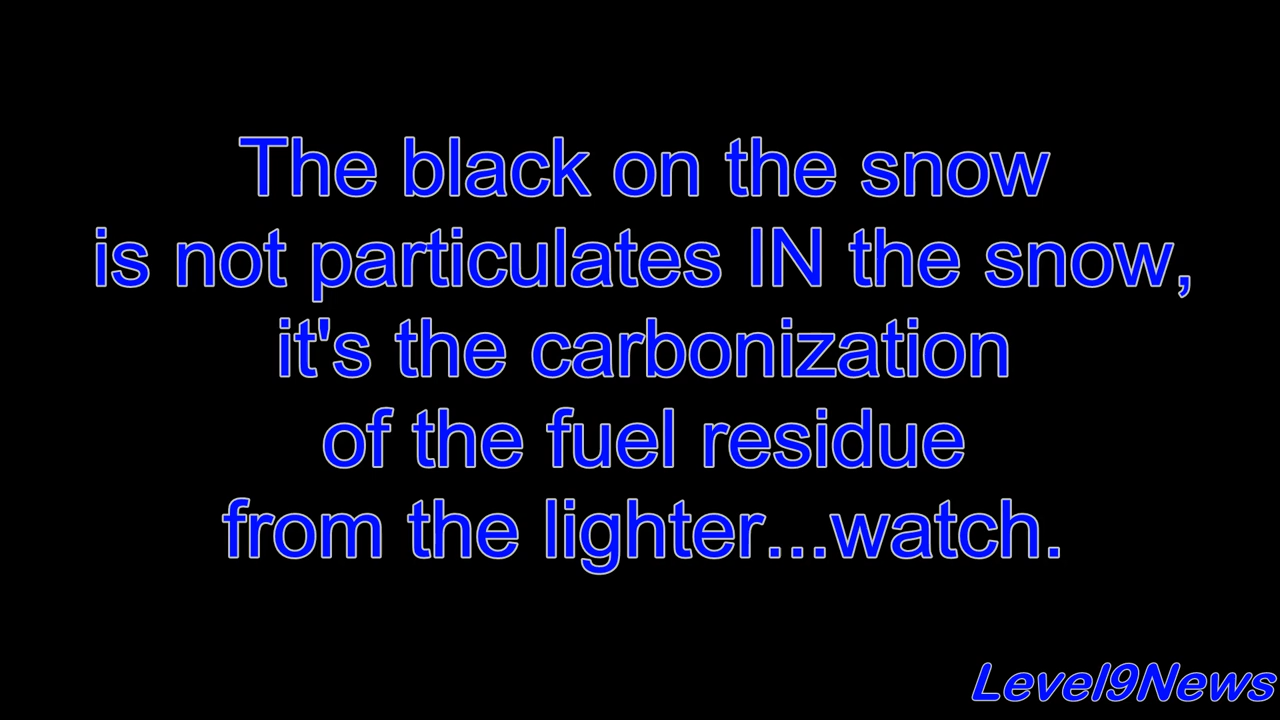 The black on the snow
is not particulates IN the snow,
it's the carbonization
of the fuel residue
from the lighter...watch.
Level9News